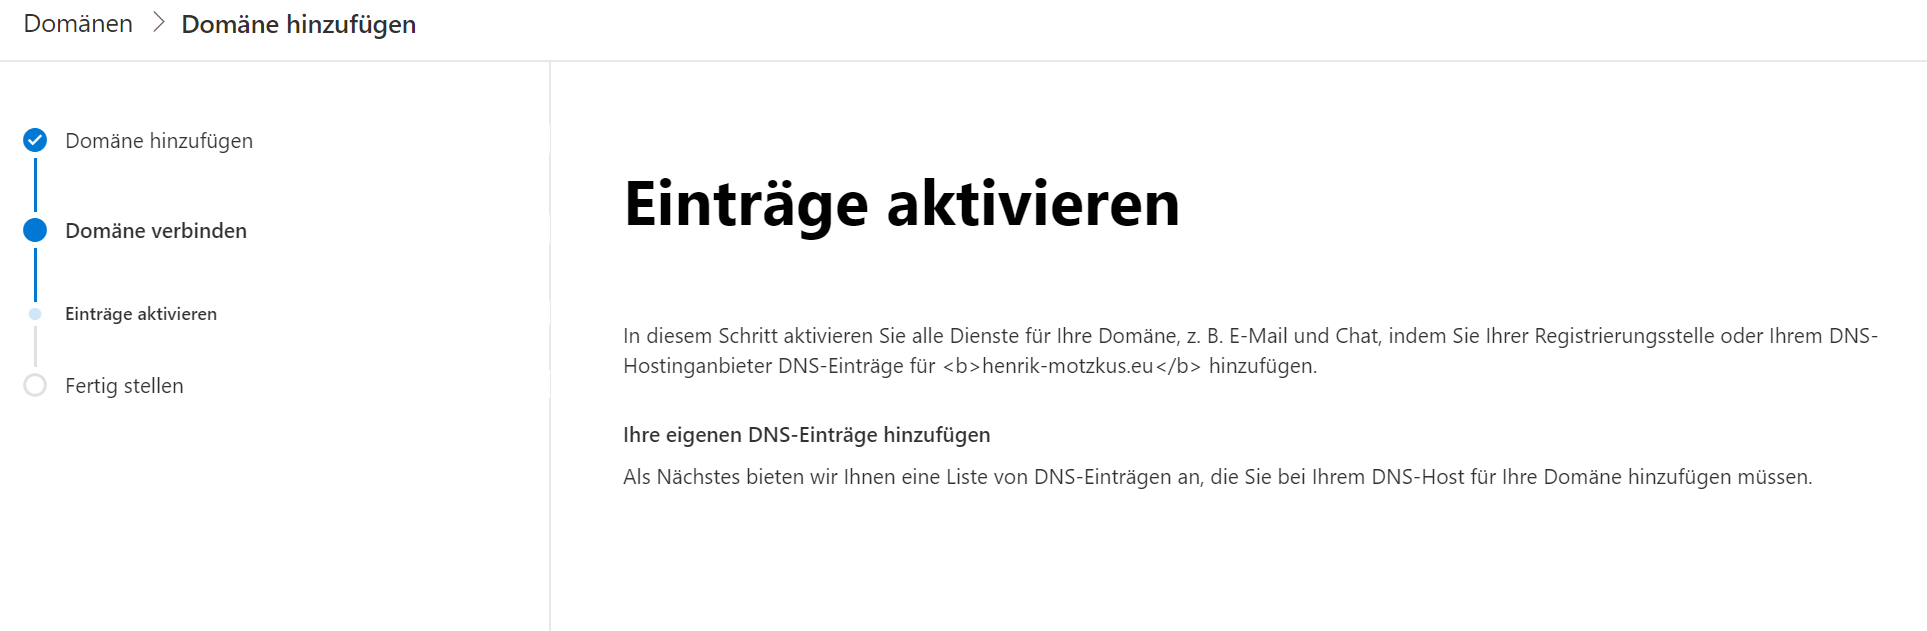 Domänen > Domäne hinzufügen
Domäne hinzufügen
Domäne verbinden
Einträge aktivieren
Fertig stellen
Einträge aktivieren
In diesem Schritt aktivieren Sie alle Dienste für Ihre Domäne, z. B. E-Mail und Chat, indem Sie Ihrer Registrierungsstelle oder Ihrem DNS-
Hostinganbieter DNS-Einträge für <b>henrik-motzkus.eu</b> hinzufügen.
Ihre eigenen DNS-Einträge hinzufügen
Als Nächstes bieten wir Ihnen eine Liste von DNS-Einträgen an, die Sie bei Ihrem DNS-Host für Ihre Domäne hinzufügen müssen.